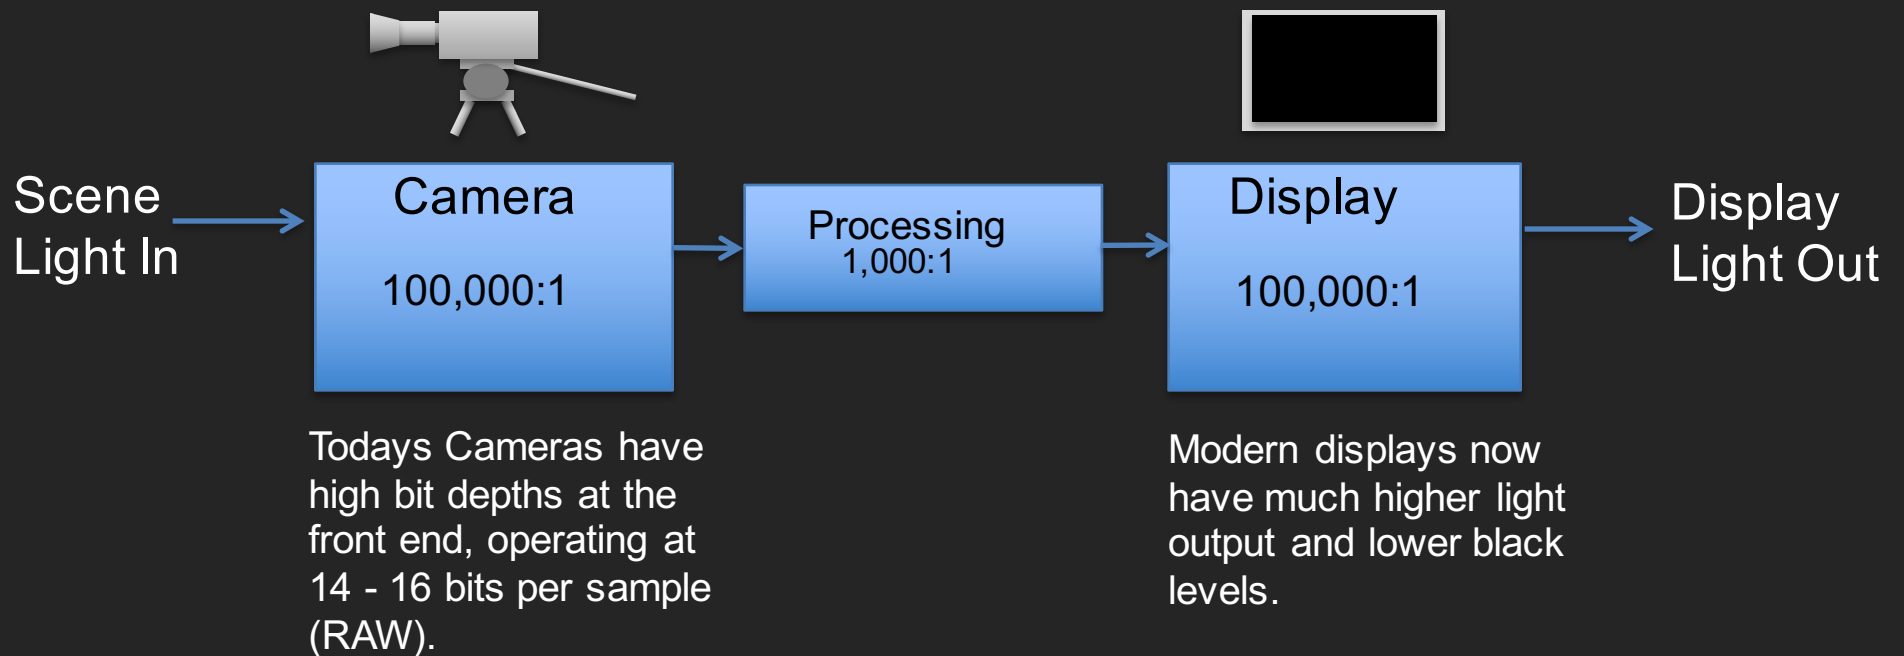 Scene
Light In
Camera
100,000:1
Processing
1,000:1
Display
100,000:1
Display
Light Out
Todays Cameras have
high bit depths at the
front end, operating at
14 - 16 bits per sample
(RAW).
Modern displays now
have much higher light
output and lower black
levels.